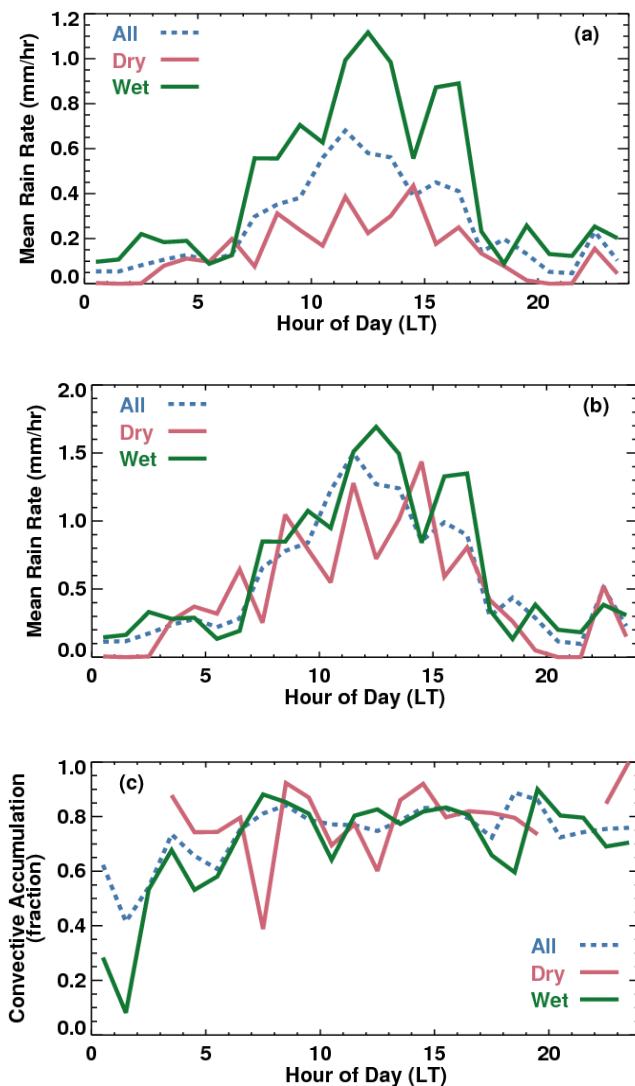 (a)
All
Dry
Wet
Mean Rain Rate (mm/hr)
1.2
1.0
0.8
0.6
0.4
0.2
0.0
0 5 10 15 20
Hour of Day (LT)
(b)
All
Dry
Wet
Mean Rain Rate (mm/hr)
2.0
1.5
1.0
0.5
0.0
0 5 10 15 20
Hour of Day (LT)
(c)
Convective Accumulation
(fraction)
1.0
0.8
0.6
0.4
0.2
0.0
All
Dry
Wet
0 5 10 15 20
Hour of Day (LT)